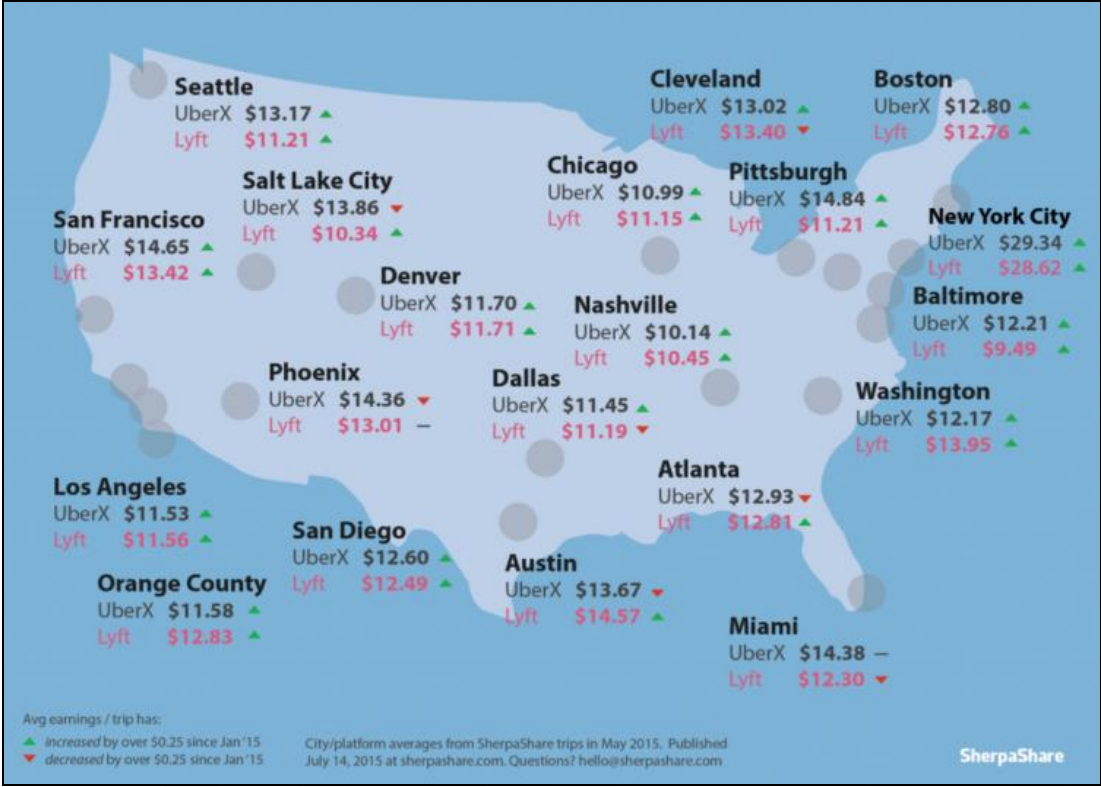 Seattle
UberX $13.17 ▲
Lyft $11.21 ▲
Cleveland
UberX $13.02 ▲
Lyft $13.40 ▼
Boston
UberX $12.80 ▲
Lyft $12.76 ▲
Salt Lake City
UberX $13.86 ▼
Lyft $10.34 ▲
Chicago
UberX $10.99 ▲
Lyft $11.15 ▲
Pittsburgh
UberX $14.84 ▲
Lyft $11.21 ▲
San Francisco
UberX $14.65 ▲
Lyft $13.42 ▲
New York City
UberX $29.34 ▲
Lyft $28.62 ▲
Denver
UberX $11.70 ▲
Lyft $11.71 ▲
Nashville
UberX $10.14 ▲
Lyft $10.45 ▲
Baltimore
UberX $12.21 ▲
Lyft $9.49 ▲
Phoenix
UberX $14.36 ▼
Lyft $13.01 –
Dallas
UberX $11.45 ▲
Lyft $11.19 ▼
Washington
UberX $12.17 ▲
Lyft $13.95 ▲
Los Angeles
UberX $11.53 ▲
Lyft $11.56 ▲
Atlanta
UberX $12.93 ▼
Lyft $12.81 ▲
San Diego
UberX $12.60 ▲
Lyft $12.49 ▲
Austin
UberX $13.67 ▼
Lyft $14.57 ▲
Orange County
UberX $11.58 ▲
Lyft $12.83 ▲
Miami
UberX $14.38 –
Lyft $12.30 ▼
Avg earnings / trip has:
▲ increased by over $0.25 since Jan '15
▼ decreased by over $0.25 since Jan '15
City/platform averages from SherpaShare trips in May 2015. Published
July 14, 2015 at sherpashare.com. Questions? hello@sherpashare.com
SherpaShare